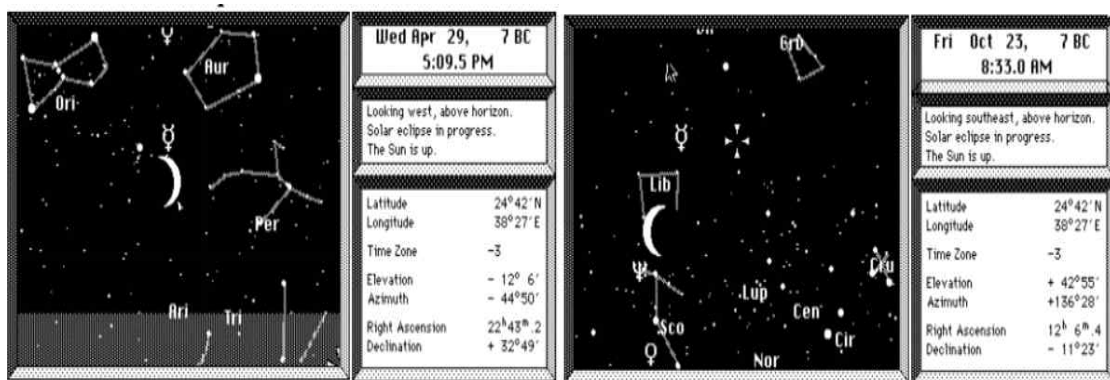 Wed Apr 29, 7 BC
5:09.5 PM
Looking west, above horizon.
Solar eclipse in progress.
The Sun is up.
Latitude 24°42'N
Longitude 38°27'E
Time Zone -3
Elevation - 12° 6'
Azimuth - 44°50'
Right Ascension 22ʰ43ᵐ.2
Declination + 32°49'
Aur
Ori
Per
Ari Tri
Fri Oct 23, 7 BC
8:33.0 AM
Looking southeast, above horizon.
Solar eclipse in progress.
The Sun is up.
Latitude 24°42'N
Longitude 38°27'E
Time Zone -3
Elevation + 42°55'
Azimuth +136°28'
Right Ascension 12ʰ 6ᵐ.4
Declination - 11°23'
Lib
Cru
Lup
Cen
Sco
Cir
Nor